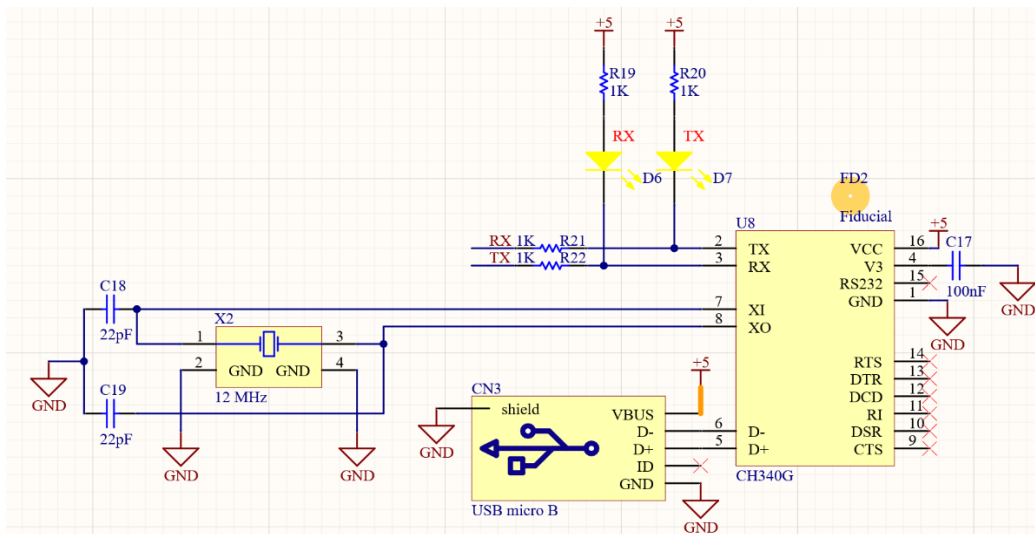 +5 +5
R19 R20
1K 1K
RX TX
D6 D7
FD2
Fiducial
U8
+5
C17
100nF
GND
RX 1K R21 2 TX VCC 16
TX 1K R22 3 RX V3 4
RS232 15
GND 1
GND
C18
22pF
7 XI
8 XO
X2
1 3
2 GND GND 4
12 MHz
GND
C19
22pF
GND
GND
RTS 14
DTR 13
DCD 12
RI 11
DSR 10
CTS 9
+5
CN3
shield VBUS
GND
D- 6 D-
D+ 5 D+
ID
GND
CH340G
USB micro B
GND